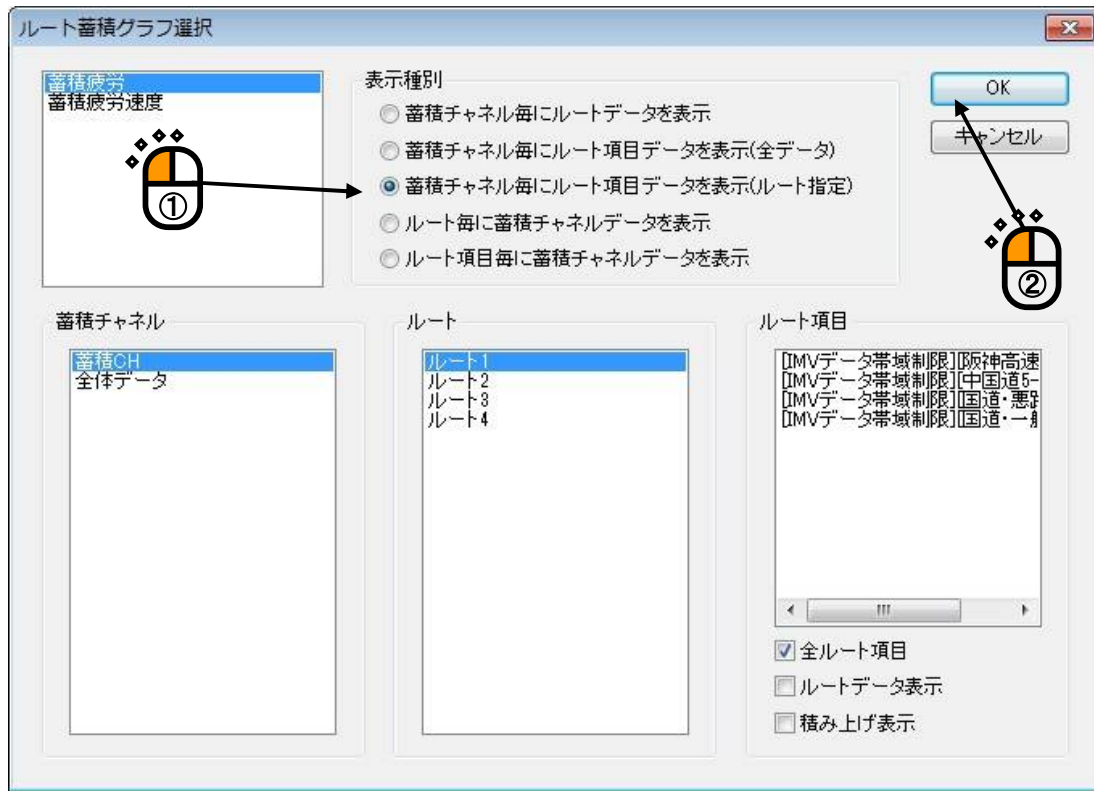 ルート蓄積グラフ選択
蓄積疲労
蓄積疲労速度
①
表示種別
蓄積チャネル毎にルートデータを表示
蓄積チャネル毎にルート項目データを表示(全データ)
蓄積チャネル毎にルート項目データを表示(ルート指定)
ルート毎に蓄積チャネルデータを表示
ルート項目毎に蓄積チャネルデータを表示
OK
キャンセル
②
蓄積チャネル
蓄積CH
全体データ
ルート
ルート1
ルート2
ルート3
ルート4
ルート項目
[IMVデータ帯域制限][阪神高速
[IMVデータ帯域制限][中国道5-
[IMVデータ帯域制限][国道・悪
[IMVデータ帯域制限][国道・一
全ルート項目
ルートデータ表示
積み上げ表示